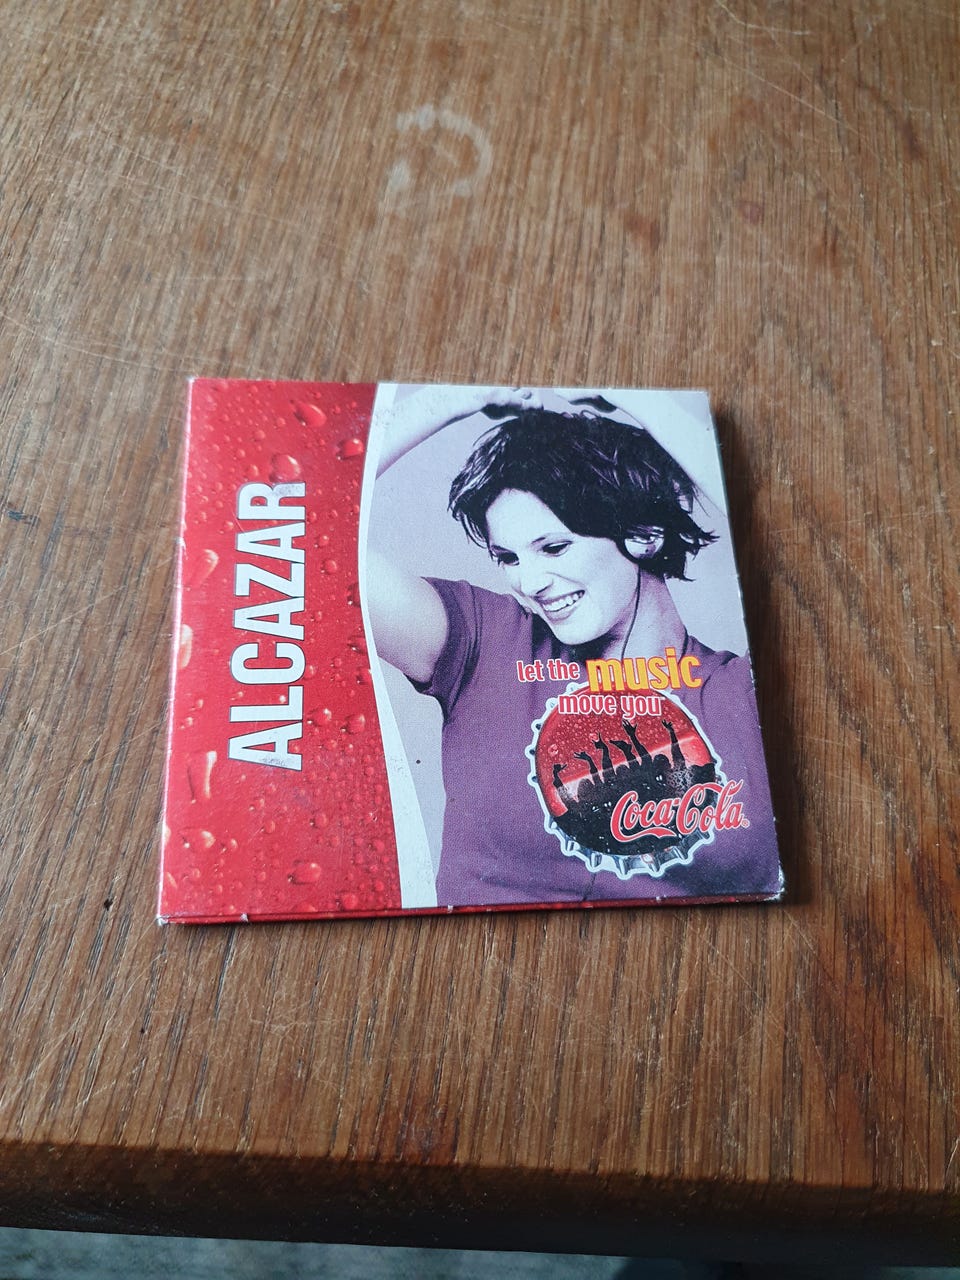 ALCAZAR
let the music
move you
Coca-Cola®